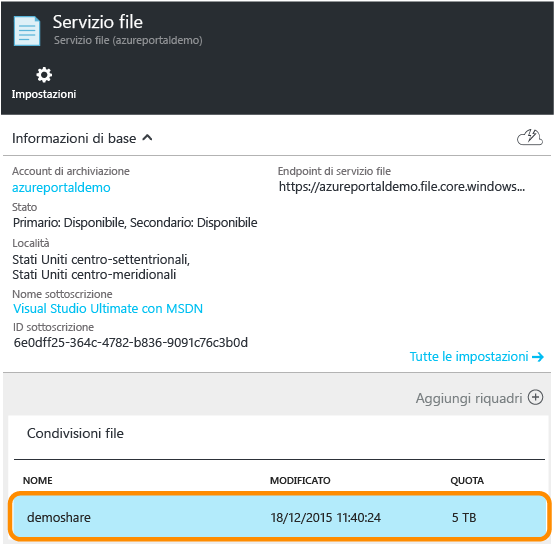 Servizio file
Servizio file (azureportaldemo)
Impostazioni
Informazioni di base
Account di archiviazione
azureportaldemo
Stato
Primario: Disponibile, Secondario: Disponibile
Località
Stati Uniti centro-settentrionali,
Stati Uniti centro-meridionali
Nome sottoscrizione
Visual Studio Ultimate con MSDN
ID sottoscrizione
6e0dff25-364c-4782-b836-9091c76c3b0d
Endpoint di servizio file
https://azureportaldemo.file.core.windows...
Tutte le impostazioni
Aggiungi riquadri
Condivisioni file
NOME MODIFICATO QUOTA
demoshare 18/12/2015 11:40:24 5 TB